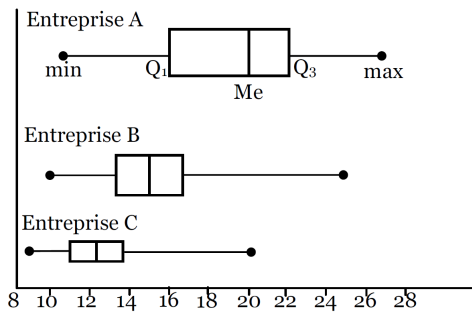 Entreprise A
min Q₁ Me Q₃ max
Entreprise B
Entreprise C
8 10 12 14 16 18 20 22 24 26 28